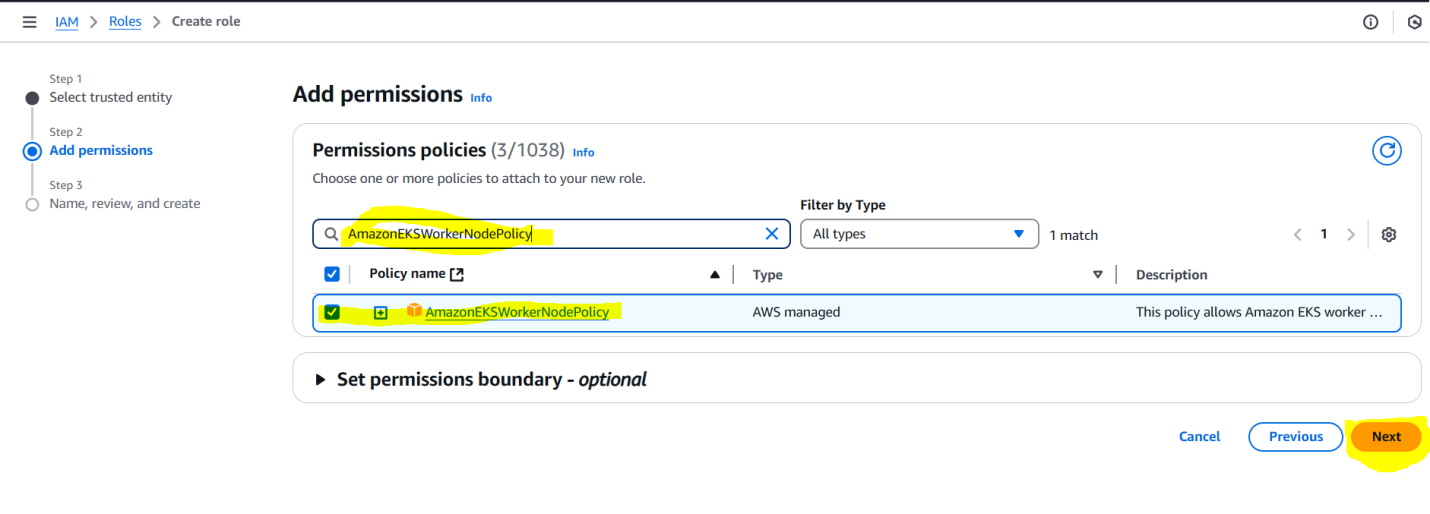 IAM > Roles > Create role
Step 1
Select trusted entity
Step 2
Add permissions
Step 3
Name, review, and create
Add permissions Info
Permissions policies (3/1038) Info
Choose one or more policies to attach to your new role.
Filter by Type
AmazonEKSWorkerNodePolicy
All types
1 match
1
Policy name
Type
Description
AmazonEKSWorkerNodePolicy
AWS managed
This policy allows Amazon EKS worker ...
Set permissions boundary - optional
Cancel
Previous
Next